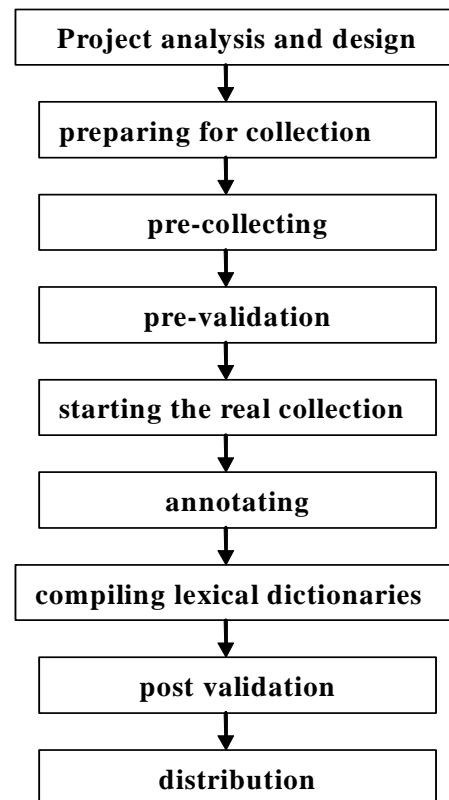 Project analysis and design
preparing for collection
pre-collecting
pre-validation
starting the real collection
annotating
compiling lexical dictionaries
post validation
distribution